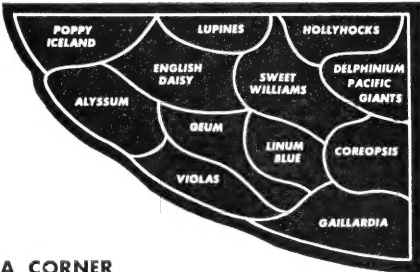 POPPY
ICELAND
LUPINES
HOLLYHOCKS
ENGLISH
DAISY
SWEET
WILLIAMS
DELPHINIUM
PACIFIC
GIANTS
ALYSSUM
GEUM
LINUM
BLUE
COREOPSIS
VIOLAS
GAILLARDIA
A CORNER